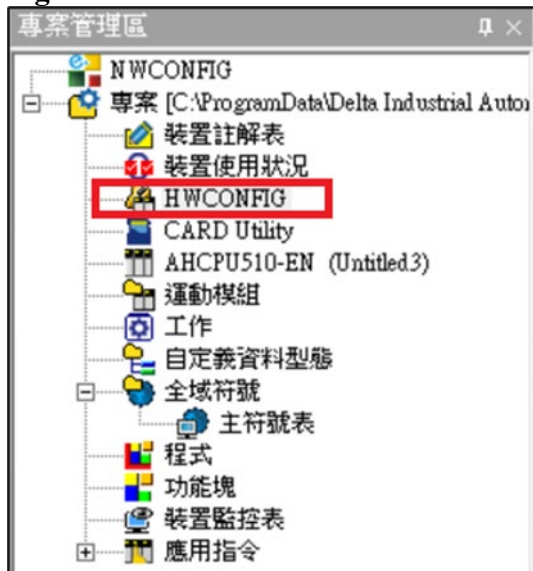 專案管理區
NWCONFIG
專案 [C:\ProgramData\Delta Industrial Autor
裝置註解表
裝置使用狀況
HWCONFIG
CARD Utility
AHCPU510-EN (Untitled3)
運動模組
工作
自定義資料型態
全域符號
主符號表
程式
功能塊
裝置監控表
應用指令